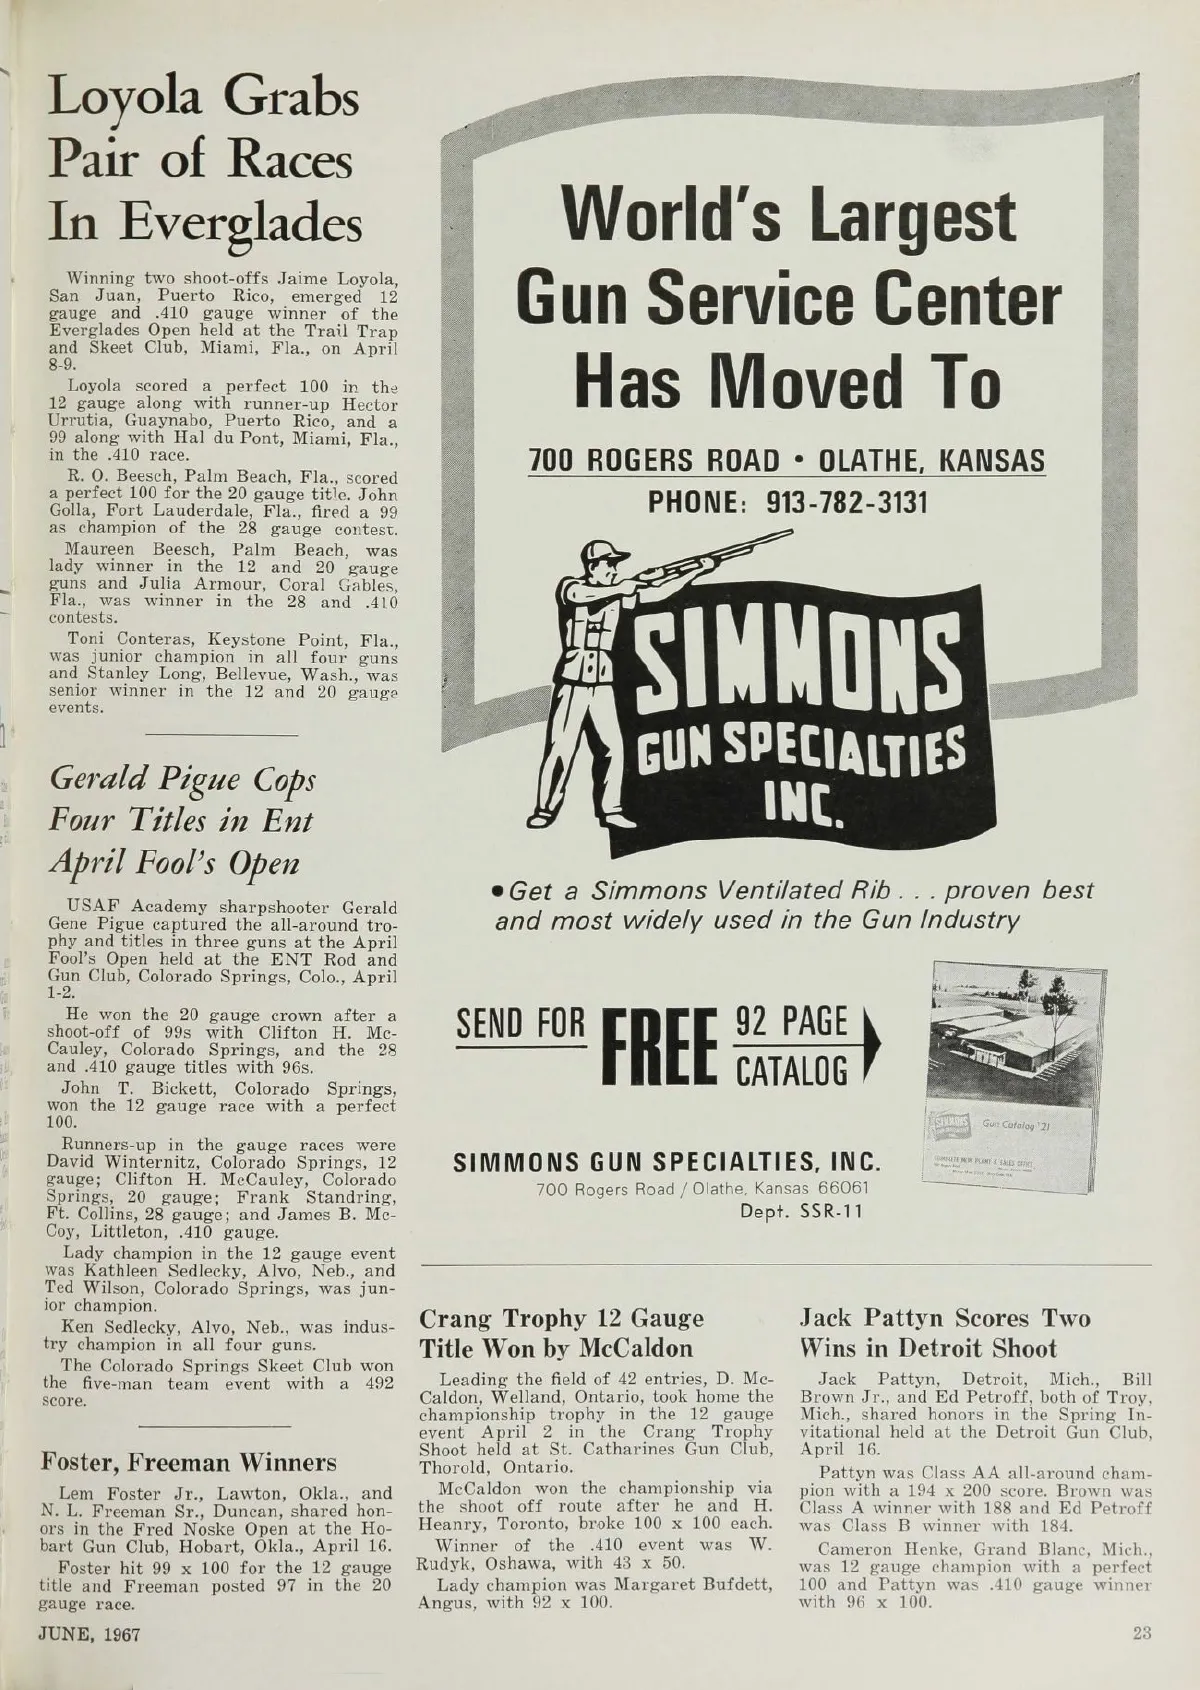 Loyola Grabs
Pair of Races
In Everglades
Winning two shoot-offs Jaime Loyola,
San Juan, Puerto Rico, emerged 12
gauge and .410 gauge winner of the
Everglades Open held at the Trail Trap
and Skeet Club, Miami, Fla., on April
8-9.
Loyola scored a perfect 100 in the
12 gauge along with runner-up Hector
Urrutia, Guaynabo, Puerto Rico, and a
99 along with Hal du Pont, Miami, Fla.,
in the .410 race.
R. O. Beesch, Palm Beach, Fla., scored
a perfect 100 for the 20 gauge title. John
Golla, Fort Lauderdale, Fla., fired a 99
as champion of the 28 gauge contest.
Maureen Beesch, Palm Beach, was
lady winner in the 12 and 20 gauge
guns and Julia Armour, Coral Gables,
Fla., was winner in the 28 and .410
contests.
Toni Conteras, Keystone Point, Fla.,
was junior champion in all four guns
and Stanley Long, Bellevue, Wash., was
senior winner in the 12 and 20 gauge
events.
Gerald Pigue Cops
Four Titles in Ent
April Fool's Open
USAF Academy sharpshooter Gerald
Gene Pigue captured the all-around tro-
phy and titles in three guns at the April
Fool's Open held at the ENT Rod and
Gun Club, Colorado Springs, Colo., April
1-2.
He won the 20 gauge crown after a
shoot-off of 99s with Clifton H. Mc-
Cauley, Colorado Springs, and the 28
and .410 gauge titles with 96s.
John T. Bickett, Colorado Springs,
won the 12 gauge race with a perfect
100.
Runners-up in the gauge races were
David Winternitz, Colorado Springs, 12
gauge; Clifton H. McCauley, Colorado
Springs, 20 gauge; Frank Standring,
Ft. Collins, 28 gauge; and James B. Mc-
Coy, Littleton, .410 gauge.
Lady champion in the 12 gauge event
was Kathleen Sedlecky, Alvo, Neb., and
Ted Wilson, Colorado Springs, was jun-
ior champion.
Ken Sedlecky, Alvo, Neb., was indus-
try champion in all four guns.
The Colorado Springs Skeet Club won
the five-man team event with a 492
score.
Foster, Freeman Winners
Lem Foster Jr., Lawton, Okla., and
N. L. Freeman Sr., Duncan, shared hon-
ors in the Fred Noske Open at the Ho-
bart Gun Club, Hobart, Okla., April 16.
Foster hit 99 x 100 for the 12 gauge
title and Freeman posted 97 in the 20
gauge race.
World's Largest
Gun Service Center
Has Moved To
700 ROGERS ROAD • OLATHE, KANSAS
PHONE: 913-782-3131
SIMMONS
GUN SPECIALTIES
INC.
• Get a Simmons Ventilated Rib . . . proven best
and most widely used in the Gun Industry
SEND FOR FREE 92 PAGE
CATALOG
SIMMONS
Gun Catalog '21
COMPLETE NEW PLANT & SALES OFFICE
SIMMONS GUN SPECIALTIES, INC.
700 Rogers Road / Olathe, Kansas 66061
Dept. SSR-11
Crang Trophy 12 Gauge
Title Won by McCaldon
Leading the field of 42 entries, D. Mc-
Caldon, Welland, Ontario, took home the
championship trophy in the 12 gauge
event April 2 in the Crang Trophy
Shoot held at St. Catharines Gun Club,
Thorold, Ontario.
McCaldon won the championship via
the shoot off route after he and H.
Heanry, Toronto, broke 100 x 100 each.
Winner of the .410 event was W.
Rudyk, Oshawa, with 43 x 50.
Lady champion was Margaret Bufdett,
Angus, with 92 x 100.
Jack Pattyn Scores Two
Wins in Detroit Shoot
Jack Pattyn, Detroit, Mich., Bill
Brown Jr., and Ed Petroff, both of Troy,
Mich., shared honors in the Spring In-
vitational held at the Detroit Gun Club,
April 16.
Pattyn was Class AA all-around cham-
pion with a 194 x 200 score. Brown was
Class A winner with 188 and Ed Petroff
was Class B winner with 184.
Cameron Henke, Grand Blanc, Mich.,
was 12 gauge champion with a perfect
100 and Pattyn was .410 gauge winner
with 96 x 100.
JUNE, 1967
23